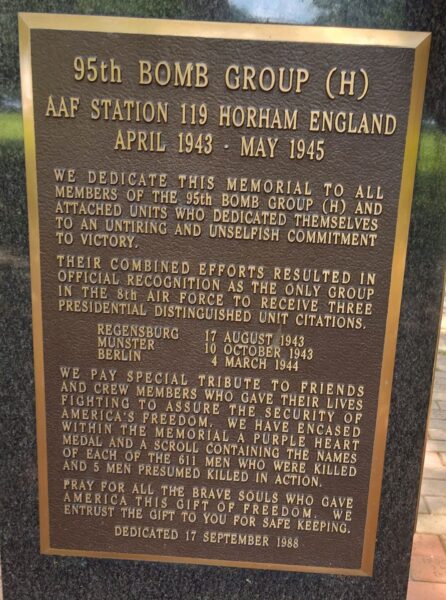 95th BOMB GROUP (H)
AAF STATION 119 HORHAM ENGLAND
APRIL 1943 - MAY 1945
WE DEDICATE THIS MEMORIAL TO ALL
MEMBERS OF THE 95th BOMB GROUP (H) AND
ATTACHED UNITS WHO DEDICATED THEMSELVES
TO AN UNTIRING AND UNSELFISH COMMITMENT
TO VICTORY.
THEIR COMBINED EFFORTS RESULTED IN
OFFICIAL RECOGNITION AS THE ONLY GROUP
IN THE 8th AIR FORCE TO RECEIVE THREE
PRESIDENTIAL DISTINGUISHED UNIT CITATIONS.
REGENSBURG 17 AUGUST 1943
MUNSTER 10 OCTOBER 1943
BERLIN 4 MARCH 1944
WE PAY SPECIAL TRIBUTE TO FRIENDS
AND CREW MEMBERS WHO GAVE THEIR LIVES
FIGHTING TO ASSURE THE SECURITY OF
AMERICA'S FREEDOM. WE HAVE ENCASED
WITHIN THE MEMORIAL A PURPLE HEART
MEDAL AND A SCROLL CONTAINING THE NAMES
OF EACH OF THE 611 MEN WHO WERE KILLED
AND 5 MEN PRESUMED KILLED IN ACTION.
PRAY FOR ALL THE BRAVE SOULS WHO GAVE
AMERICA THIS GIFT OF FREEDOM. WE
ENTRUST THE GIFT TO YOU FOR SAFE KEEPING.
DEDICATED 17 SEPTEMBER 1988